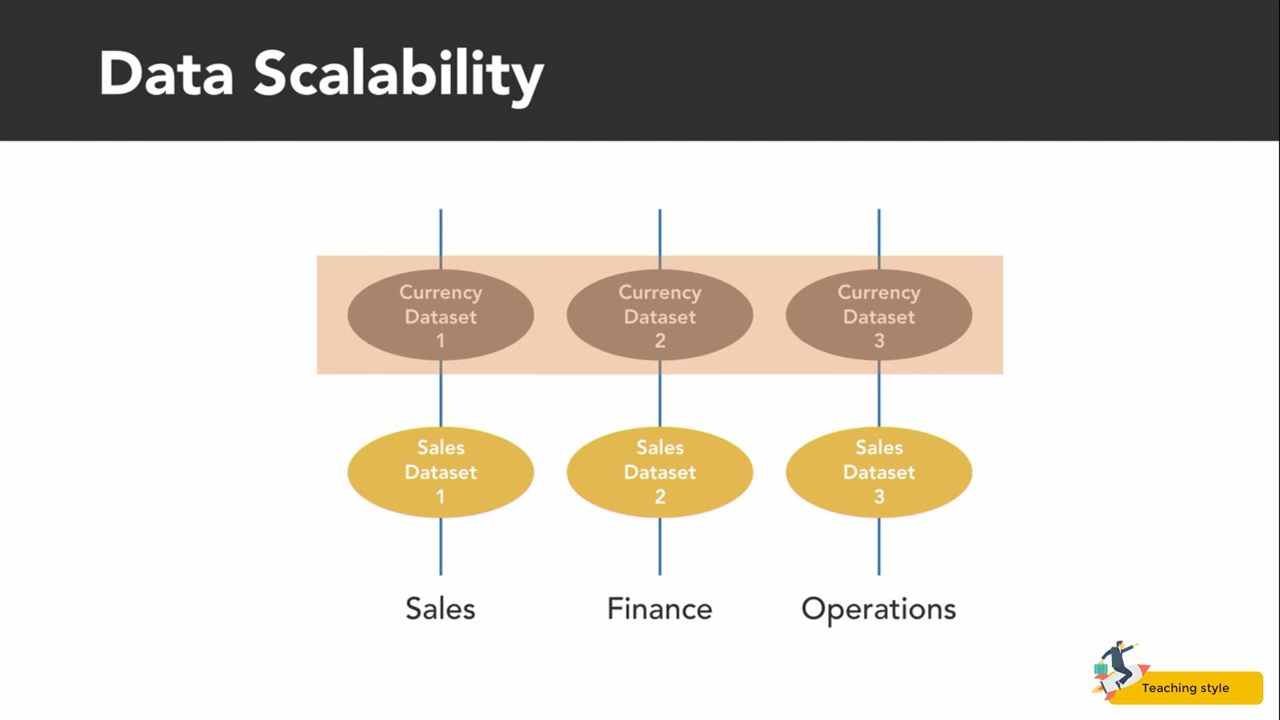 Data Scalability
Currency
Dataset
1
Currency
Dataset
2
Currency
Dataset
3
Sales
Dataset
1
Sales
Dataset
2
Sales
Dataset
3
Sales
Finance
Operations
Teaching style